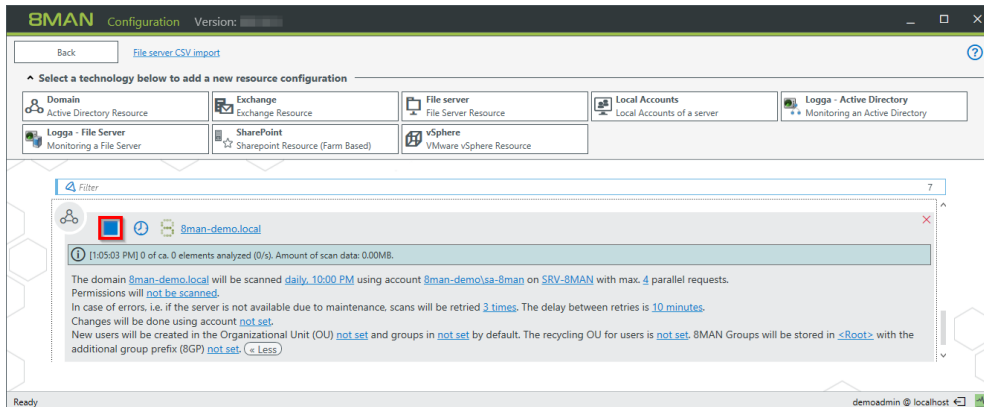 8MAN Configuration Version:
Back File server CSV import
Select a technology below to add a new resource configuration
Domain
Active Directory Resource
Exchange
Exchange Resource
File server
File Server Resource
Local Accounts
Local Accounts of a server
Logga - Active Directory
Monitoring an Active Directory
Logga - File Server
Monitoring a File Server
SharePoint
Sharepoint Resource (Farm Based)
vSphere
VMware vSphere Resource
Filter 7
8man-demo.local
[1:05:03 PM] 0 of ca. 0 elements analyzed (0/s). Amount of scan data: 0.00MB.
The domain 8man-demo.local will be scanned daily, 10:00 PM using account 8man-demo\sa-8man on SRV-8MAN with max. 4 parallel requests.
Permissions will not be scanned.
In case of errors, i.e. if the server is not available due to maintenance, scans will be retried 3 times. The delay between retries is 10 minutes.
Changes will be done using account not set.
New users will be created in the Organizational Unit (OU) not set and groups in not set by default. The recycling OU for users is not set. 8MAN Groups will be stored in <Root> with the
additional group prefix (8GP) not set. « Less
Ready demoadmin @ localhost